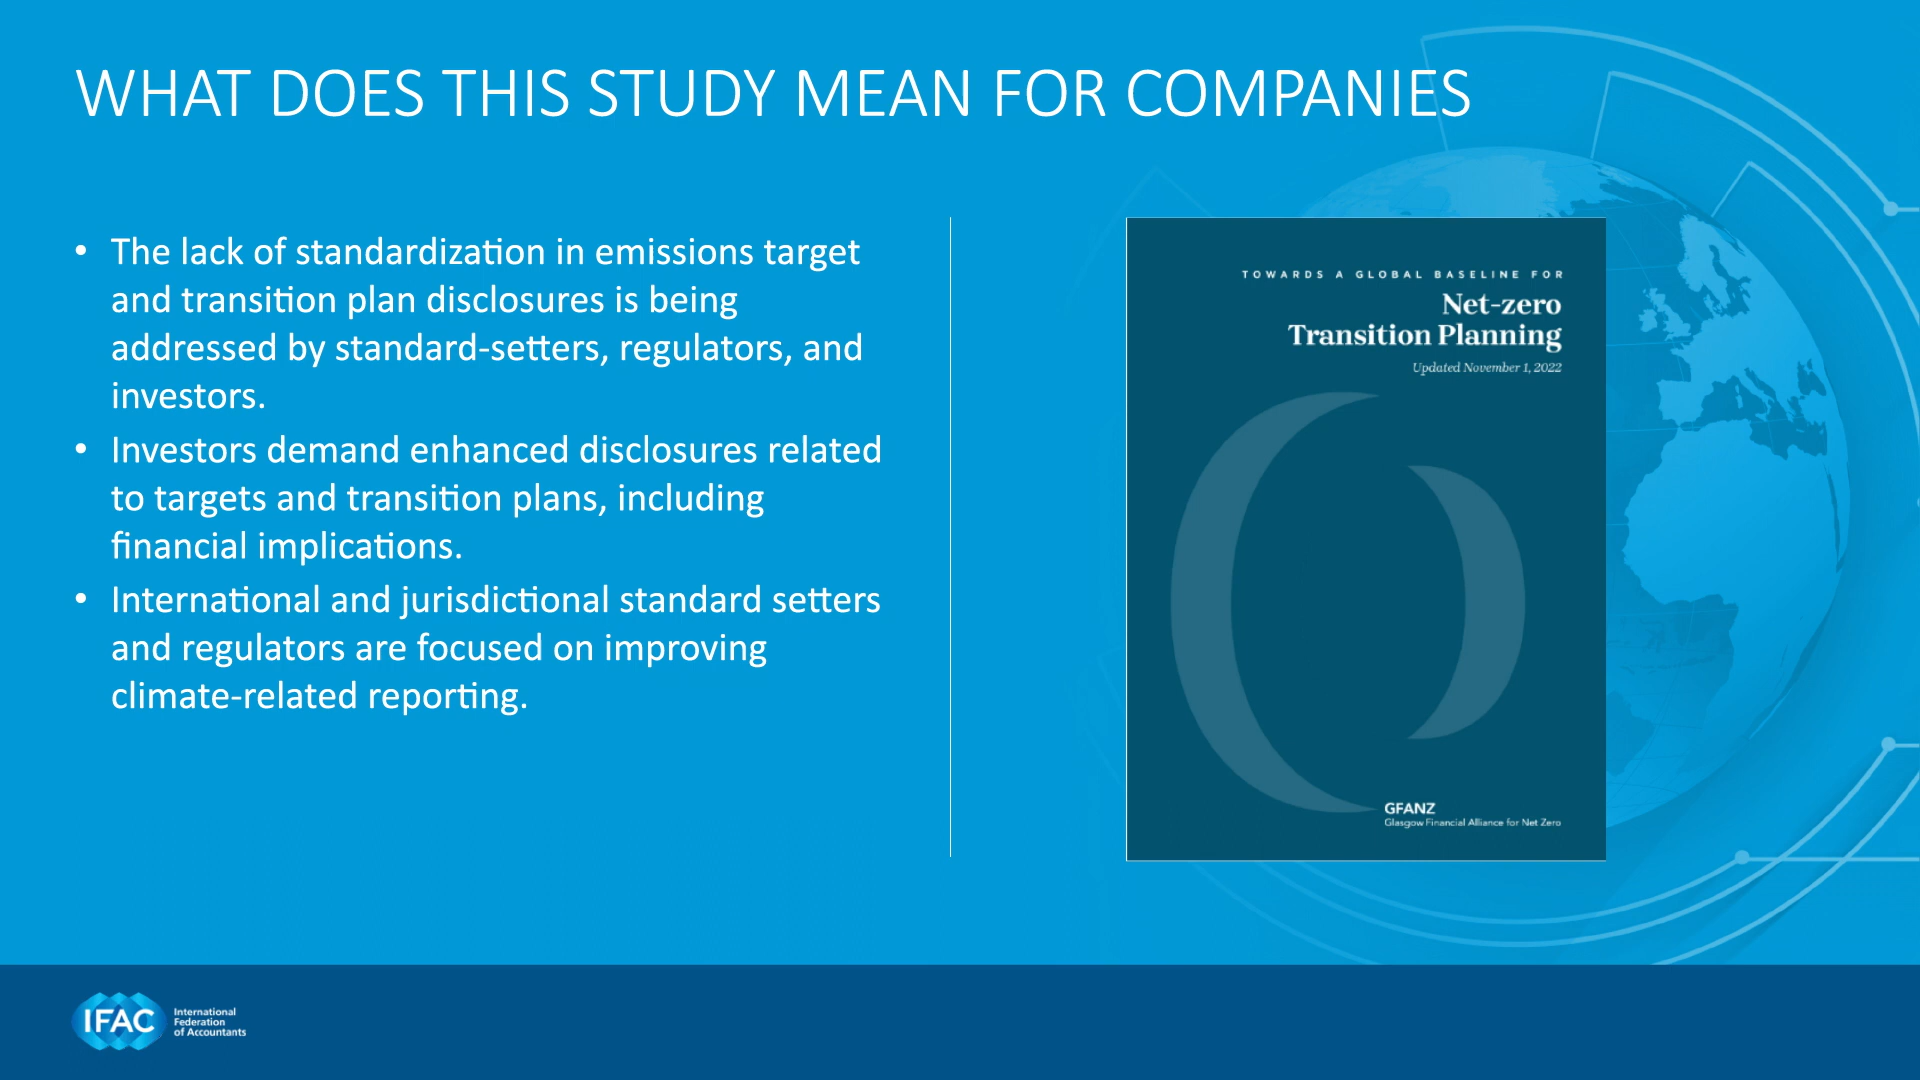 WHAT DOES THIS STUDY MEAN FOR COMPANIES
• The lack of standardization in emissions target
and transition plan disclosures is being
addressed by standard-setters, regulators, and
investors.
• Investors demand enhanced disclosures related
to targets and transition plans, including
financial implications.
• International and jurisdictional standard setters
and regulators are focused on improving
climate-related reporting.
TOWARDS A GLOBAL BASELINE FOR
Net-zero
Transition Planning
Updated November 1, 2022
GFANZ
Glasgow Financial Alliance for Net Zero
IFAC
International
Federation
of Accountants